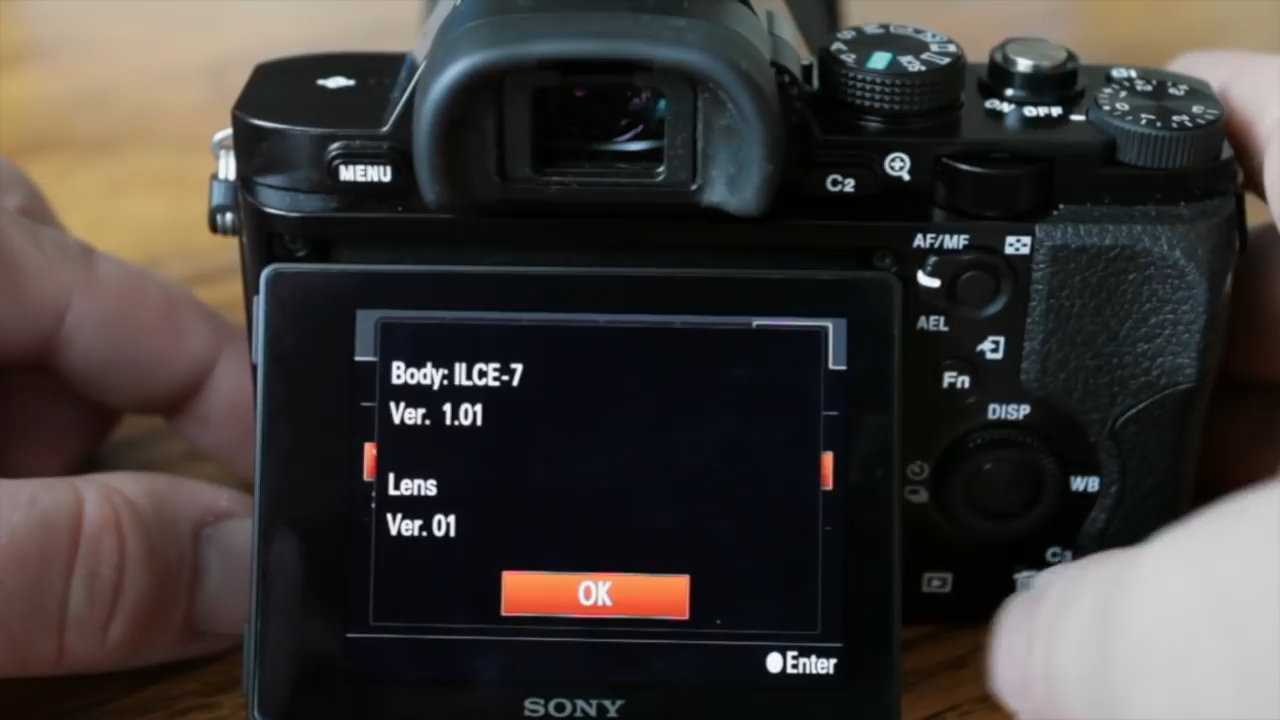 MENU
C2
ON OFF
AF/MF
AEL
Fn
DISP
WB
Body: ILCE-7
Ver. 1.01
Lens
Ver. 01
OK
Enter
SONY